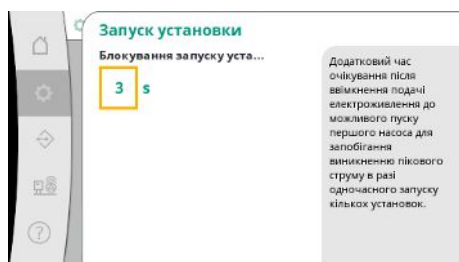 Запуск установки
Блокування запуску уста...
3 s
Додатковий час
очікування після
ввімкнення подачі
електроживлення до
можливого пуску
першого насоса для
запобігання
виникненню пікового
струму в разі
одночасного запуску
кількох установок.
?